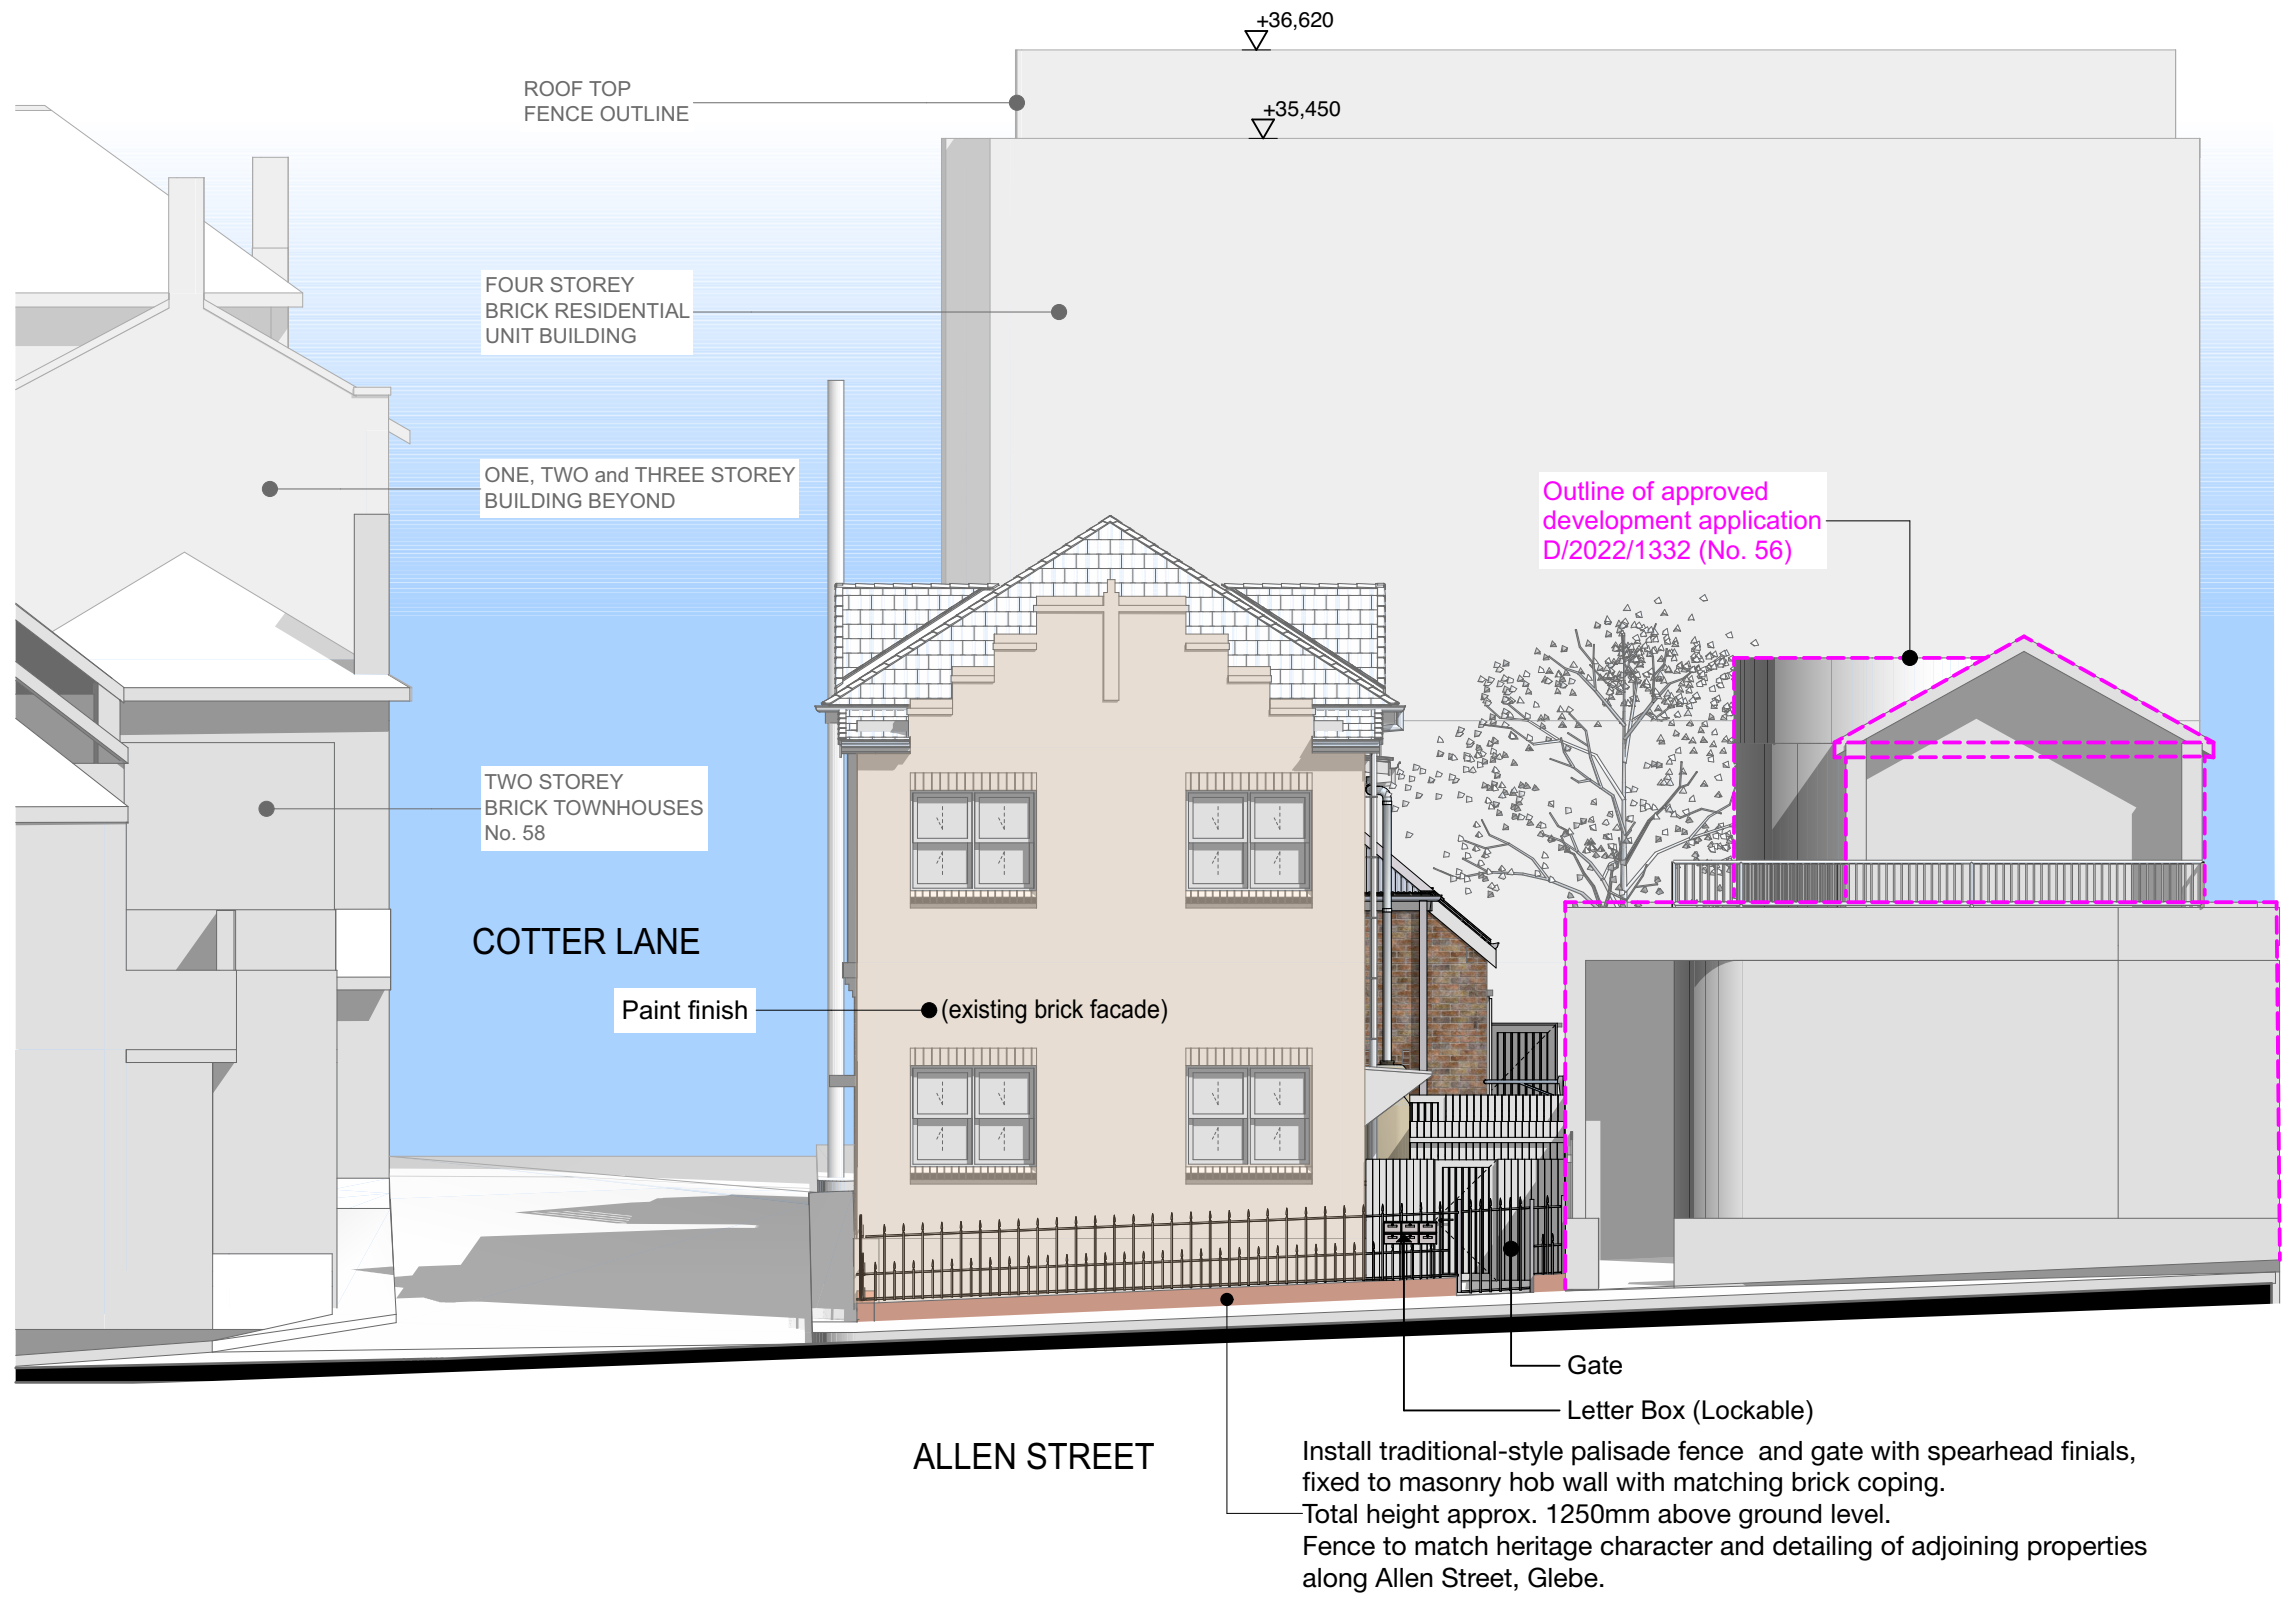 +36,620
ROOF TOP
FENCE OUTLINE
+35,450
FOUR STOREY
BRICK RESIDENTIAL
UNIT BUILDING
ONE, TWO and THREE STOREY
BUILDING BEYOND
Outline of approved
development application
D/2022/1332 (No. 56)
TWO STOREY
BRICK TOWNHOUSES
No. 58
COTTER LANE
Paint finish
(existing brick facade)
Gate
Letter Box (Lockable)
ALLEN STREET
Install traditional-style palisade fence and gate with spearhead finials,
fixed to masonry hob wall with matching brick coping.
Total height approx. 1250mm above ground level.
Fence to match heritage character and detailing of adjoining properties
along Allen Street, Glebe.